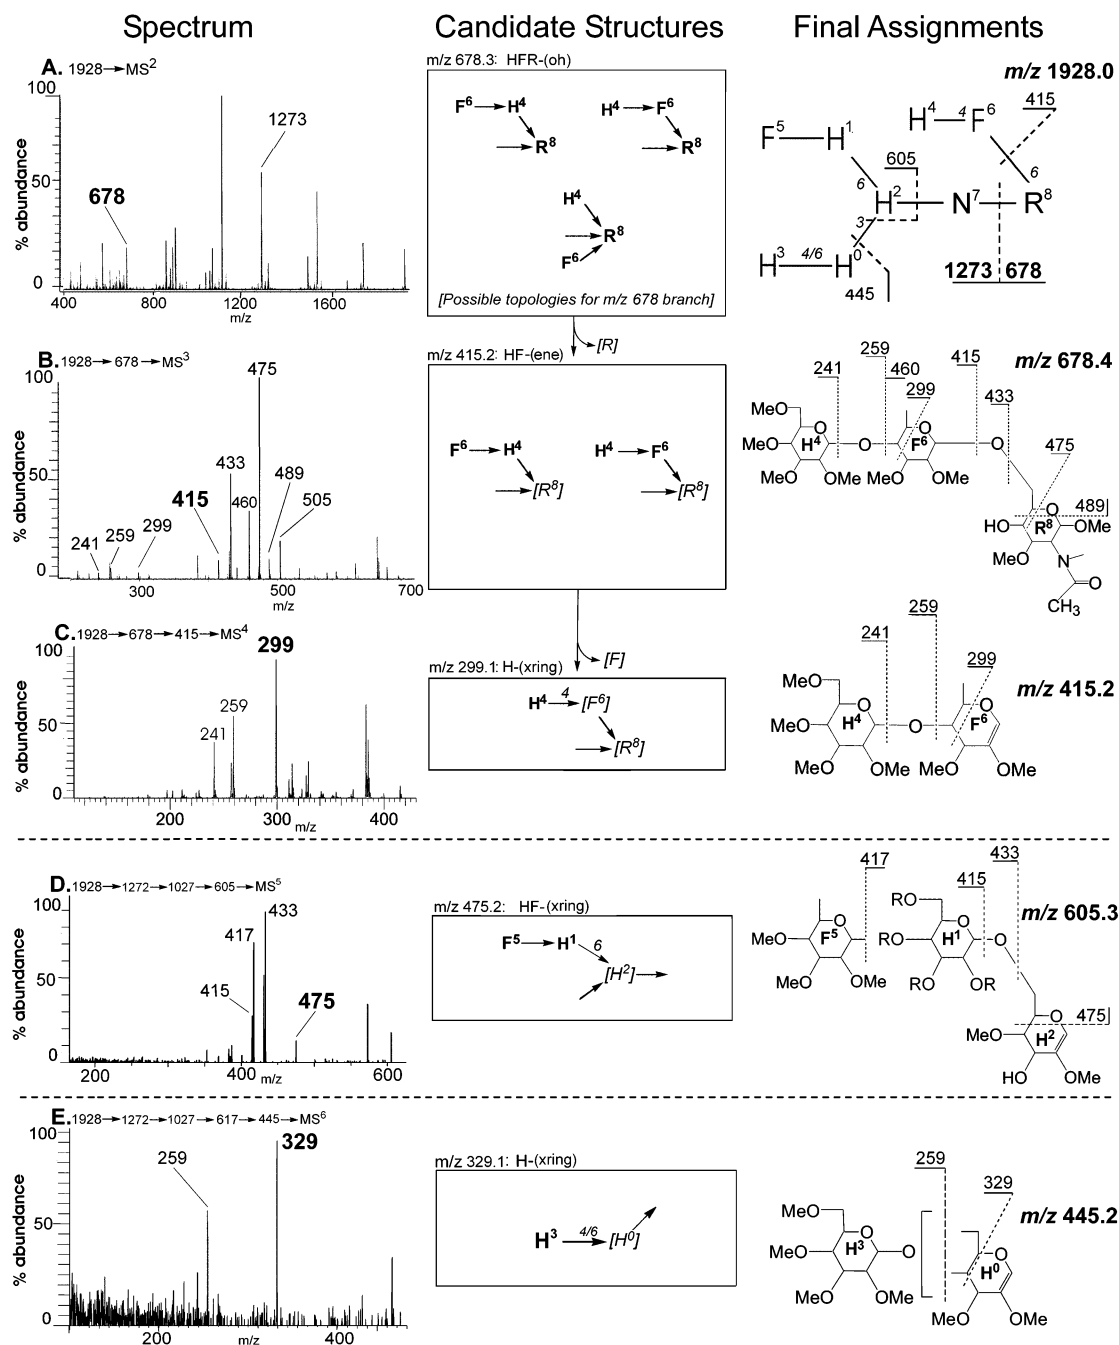 Spectrum Candidate Structures Final Assignments
A. 1928→MS2
100
50
0
% abundance
678
1273
400 800 1200 1600
m/z
m/z 678.3: HFR-(oh)
F6 → H4 → R8
H4 → F6 → R8
H4
R8
F6
[Possible topologies for m/z 678 branch]
[R]
m/z 1928.0
H4 4 F6 415
F5 H1
605
6
6
H2 N7 R8
3
H3 4/6 H0
445
1273 678
B. 1928→678→MS3
100
50
0
% abundance
241
259
299
415
433
460
475
489
505
300 500 700
m/z
m/z 415.2: HF-(ene)
F6 → H4 → [R8]
H4 → F6 → [R8]
[F]
m/z 678.4
241
259
460
299
415
433
475
489
MeO
MeO
MeO
MeO OMe
H4
O
O
F6
O
MeO OMe
O
HO
O
R8
OMe
MeO
N
O
CH3
C. 1928→678→415→MS4
100
50
0
% abundance
241
259
299
200 300 400
m/z
m/z 299.1: H-(xring)
H4 4 → [F6]
[R8]
m/z 415.2
241
259
299
MeO
MeO
MeO
MeO OMe
H4
O
O
F6
O
MeO OMe
D. 1928→1272→1027→605→MS5
100
50
0
% abundance
415
417
433
475
200 400 600
m/z
m/z 475.2: HF-(xring)
F5 → H1 6
[H2] →
m/z 605.3
417
415
433
475
O
F5
MeO
MeO OMe
RO
RO
RO OR
H1
O
O
O
MeO
H2
HO OMe
E. 1928→1272→1027→617→445→MS6
100
50
0
% abundance
259
329
200 400
m/z
m/z 329.1: H-(xring)
H3 4/6 → [H0]
m/z 445.2
259
329
MeO
MeO
MeO OMe
H3
O
O
O
H0
MeO OMe